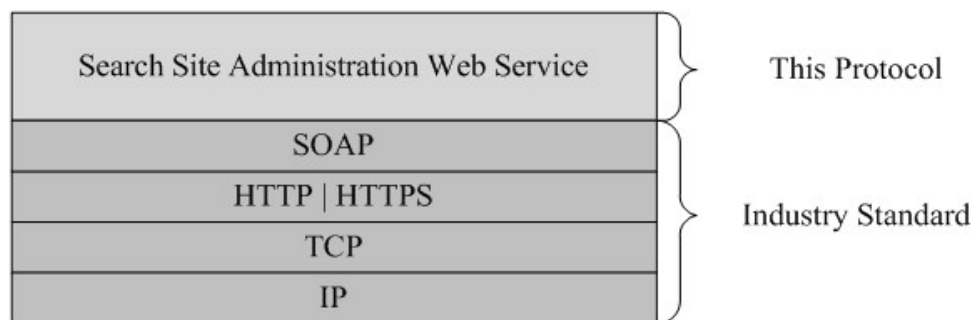 Search Site Administration Web Service
This Protocol
SOAP
HTTP | HTTPS
TCP
IP
Industry Standard